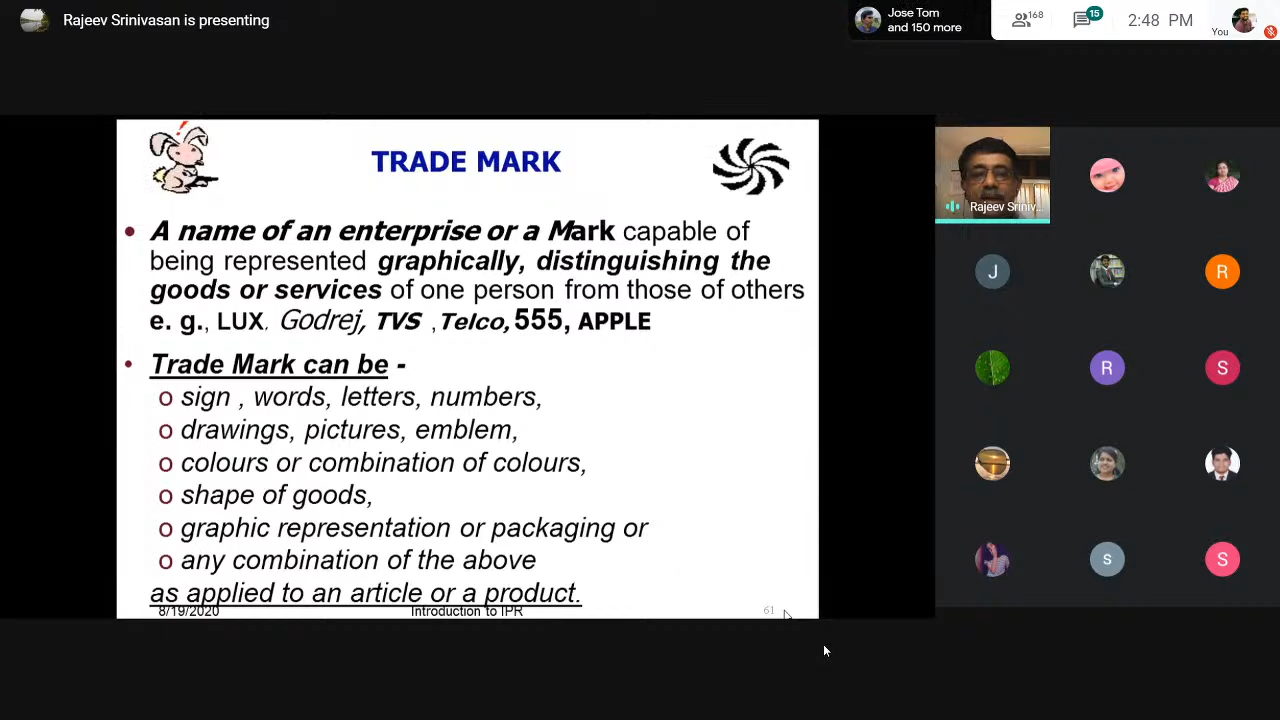 Rajeev Srinivasan is presenting
Jose Tom
and 150 more
168
15
2:48 PM
You
TRADE MARK
• A name of an enterprise or a Mark capable of
being represented graphically, distinguishing the
goods or services of one person from those of others
e. g., LUX. Godrej, TVS ,Telco, 555, APPLE
• Trade Mark can be -
o sign , words, letters, numbers,
o drawings, pictures, emblem,
o colours or combination of colours,
o shape of goods,
o graphic representation or packaging or
o any combination of the above
as applied to an article or a product.
8/19/2020 Introduction to IPR 61
Rajeev Sriniv...
J R
R S
s S